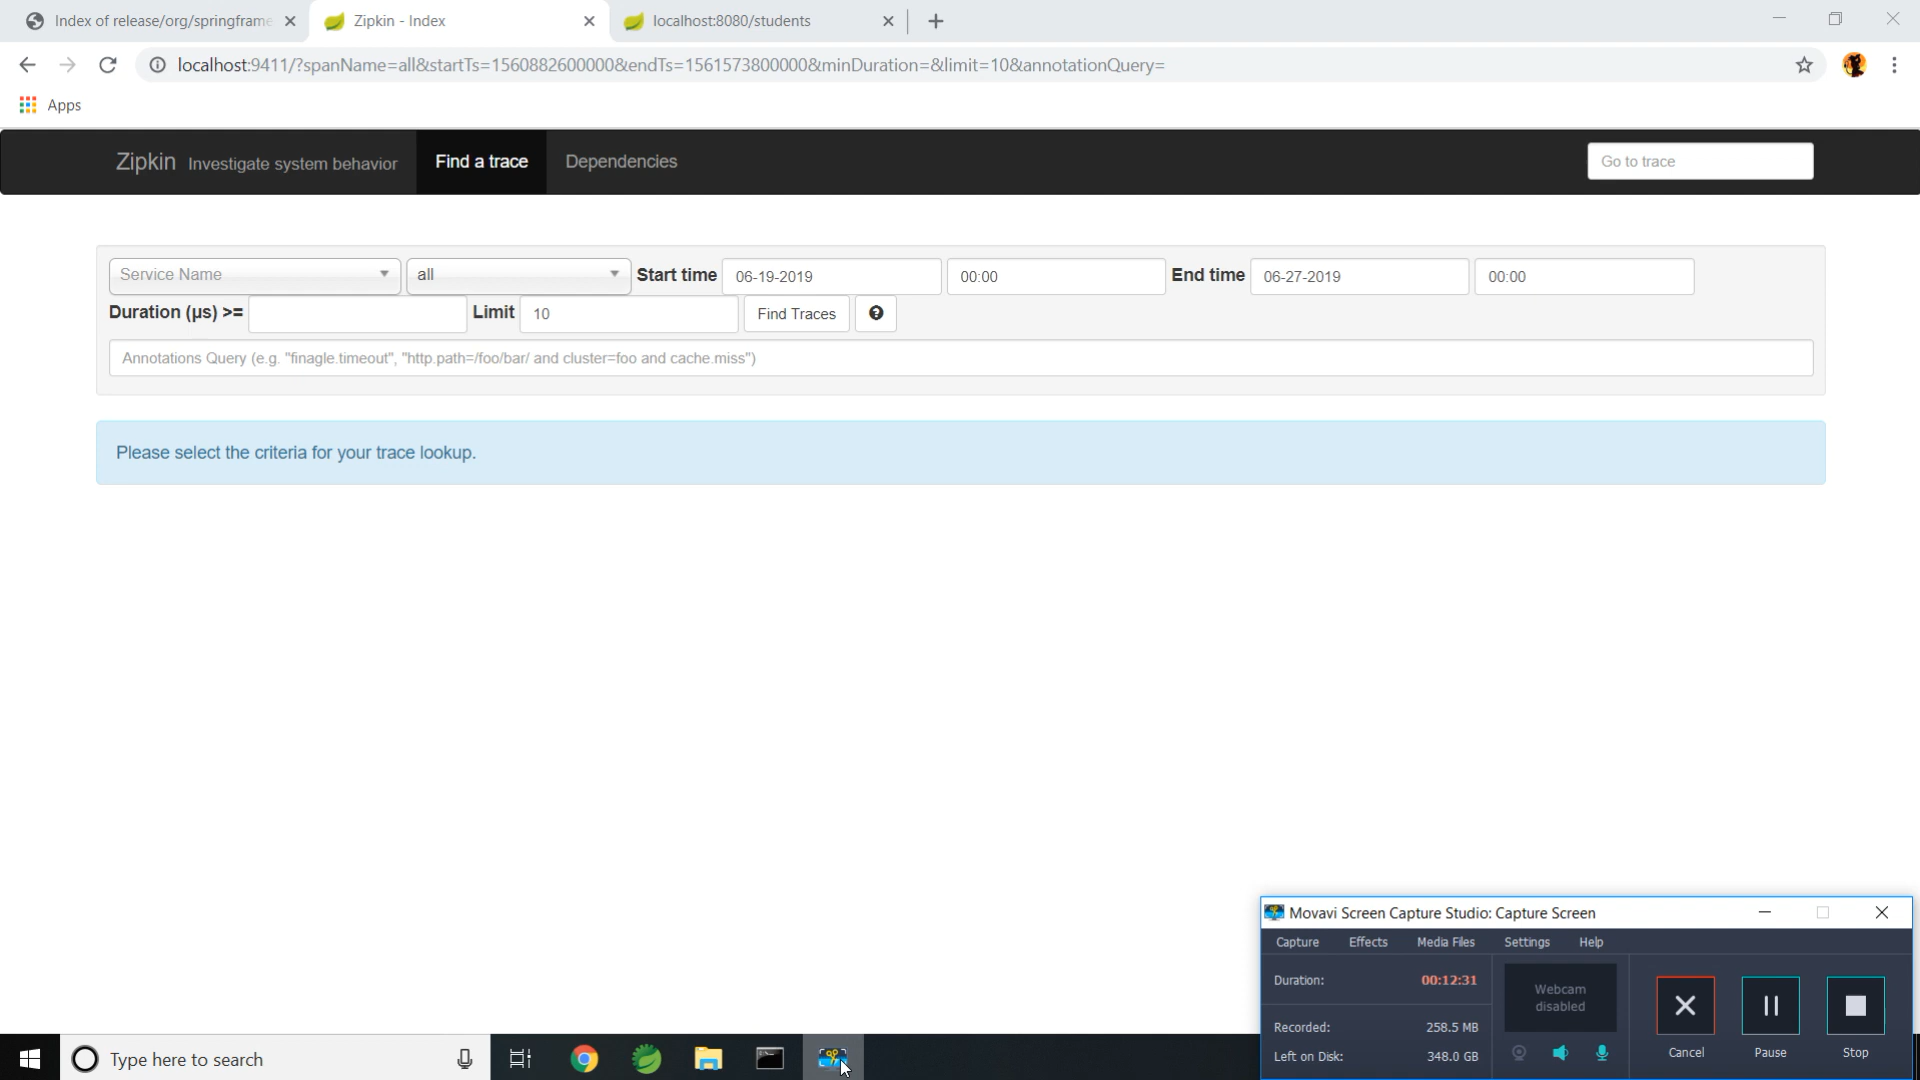 Index of release/org/springframe
Zipkin - Index
localhost:8080/students
localhost:9411/?spanName=all&startTs=1560882600000&endTs=1561573800000&minDuration=&limit=10&annotationQuery=
Apps
Zipkin Investigate system behavior Find a trace Dependencies Go to trace
Service Name all Start time 06-19-2019 00:00 End time 06-27-2019 00:00
Duration (μs) >= Limit 10 Find Traces ?
Annotations Query (e.g. "finagle.timeout", "http.path=/foo/bar/ and cluster=foo and cache.miss")
Please select the criteria for your trace lookup.
Movavi Screen Capture Studio: Capture Screen
Capture Effects Media Files Settings Help
Duration: 00:12:31
Webcam
disabled
Recorded: 258.5 MB
Left on Disk: 348.0 GB
Cancel Pause Stop
Type here to search